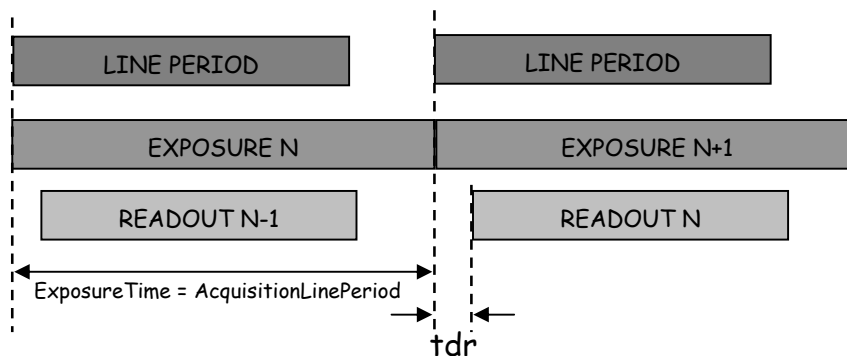 LINE PERIOD LINE PERIOD
EXPOSURE N EXPOSURE N+1
READOUT N-1 READOUT N
ExposureTime = AcquisitionLinePeriod
tdr